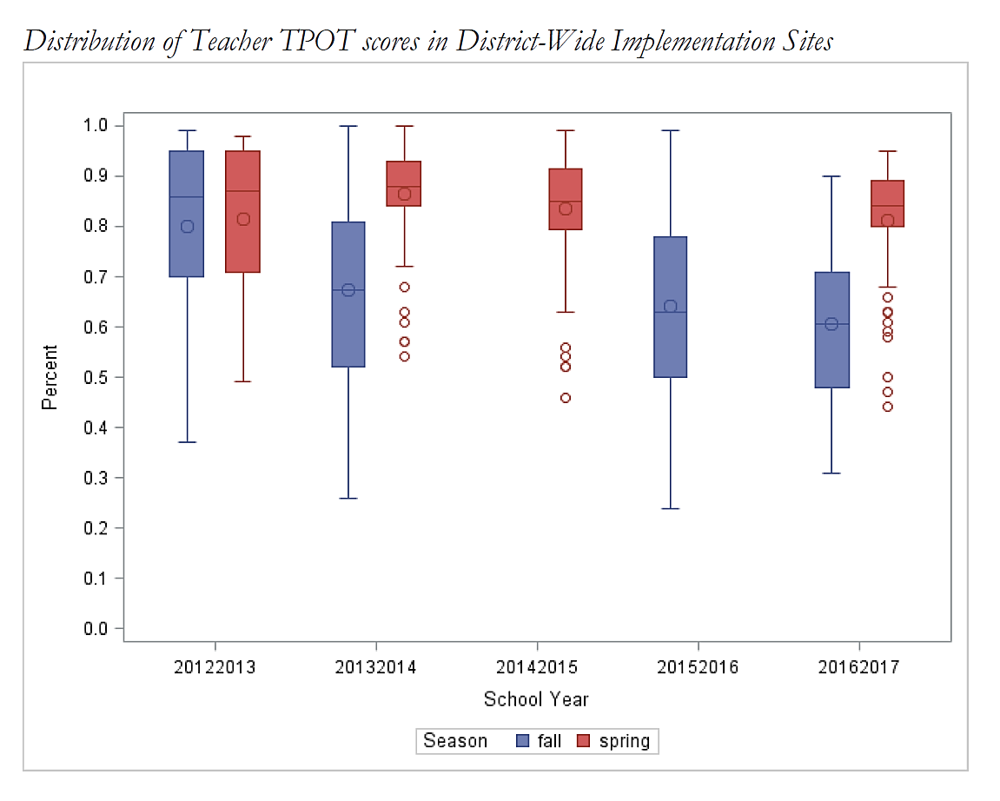 Distribution of Teacher TPOT scores in District-Wide Implementation Sites
1.0
0.9
0.8
0.7
0.6
0.5
0.4
0.3
0.2
0.1
0.0
Percent
20122013 20132014 20142015 20152016 20162017
School Year
Season fall spring